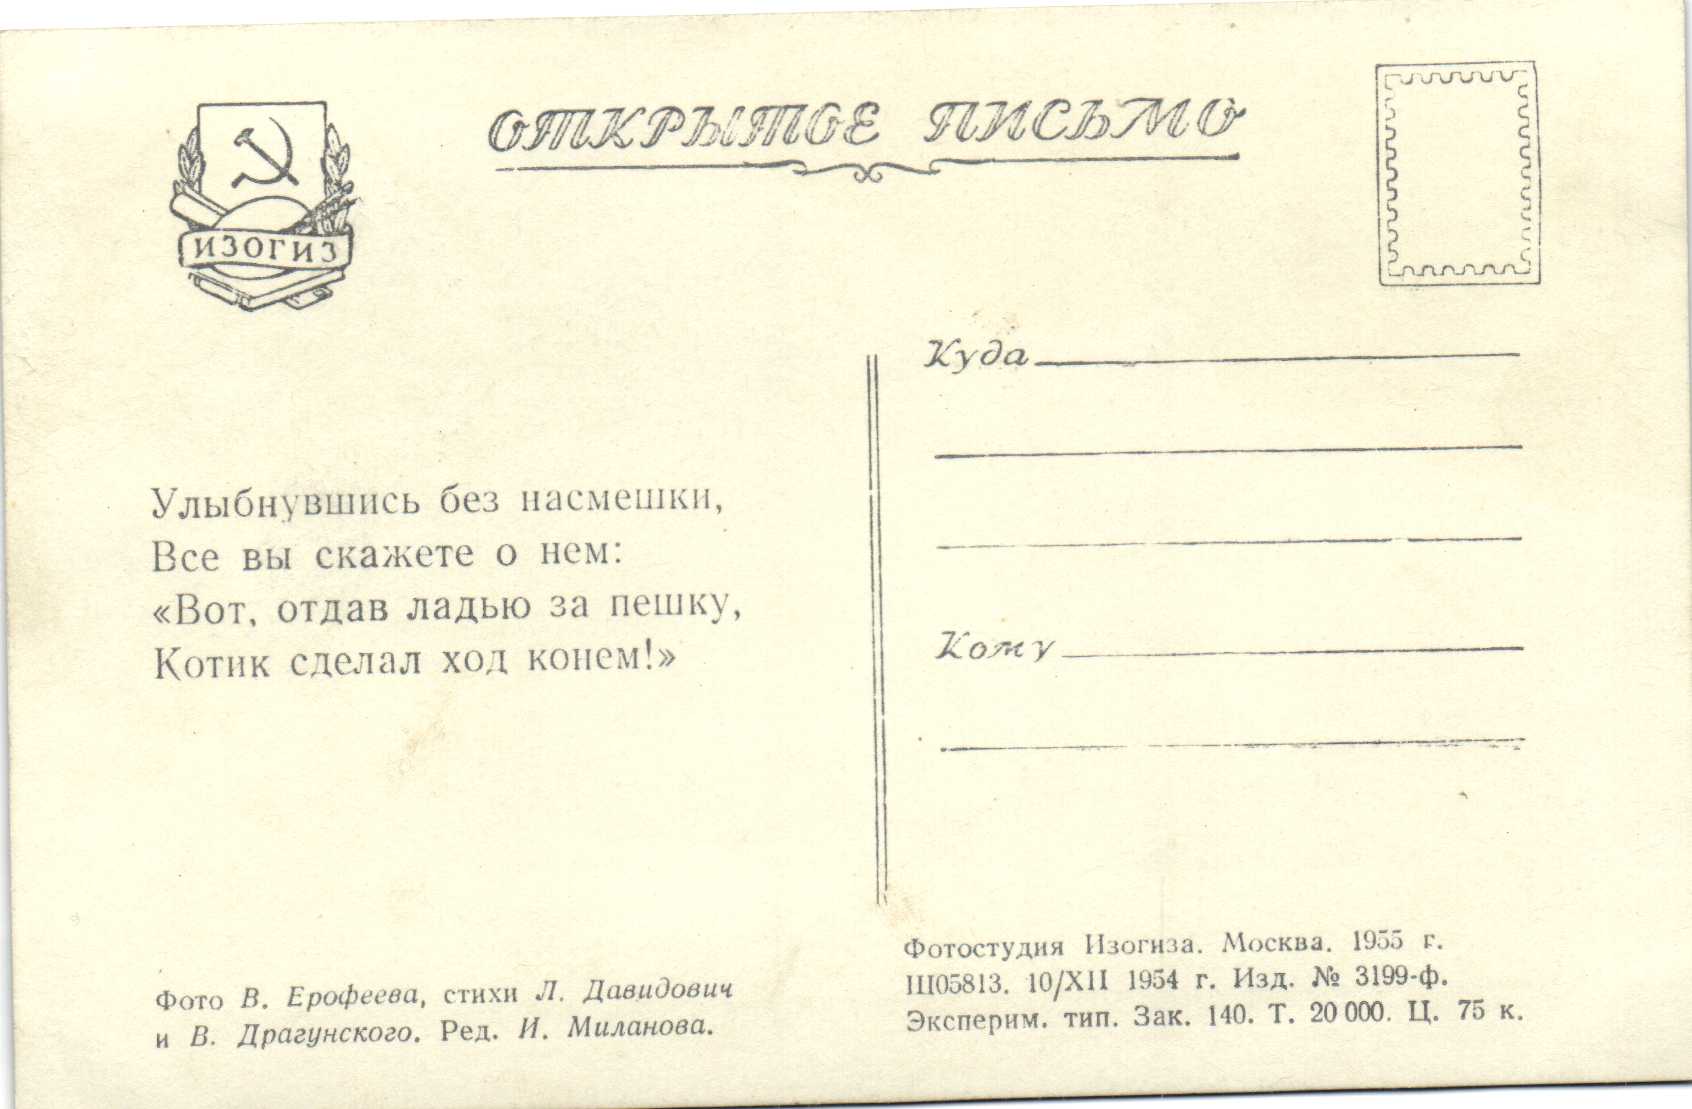 ОТКРЫТОЕ ПИСЬМО
ИЗОГИЗ
Куда
Кому
Улыбнувшись без насмешки,
Все вы скажете о нем:
«Вот, отдав ладью за пешку,
Котик сделал ход конем!»
Фото В. Ерофеева, стихи Л. Давидович
и В. Драгунского. Ред. И. Миланова.
Фотостудия Изогиза. Москва. 1955 г.
Ш05813. 10/XII 1954 г. Изд. № 3199-ф.
Эксперим. тип. Зак. 140. Т. 20 000. Ц. 75 к.